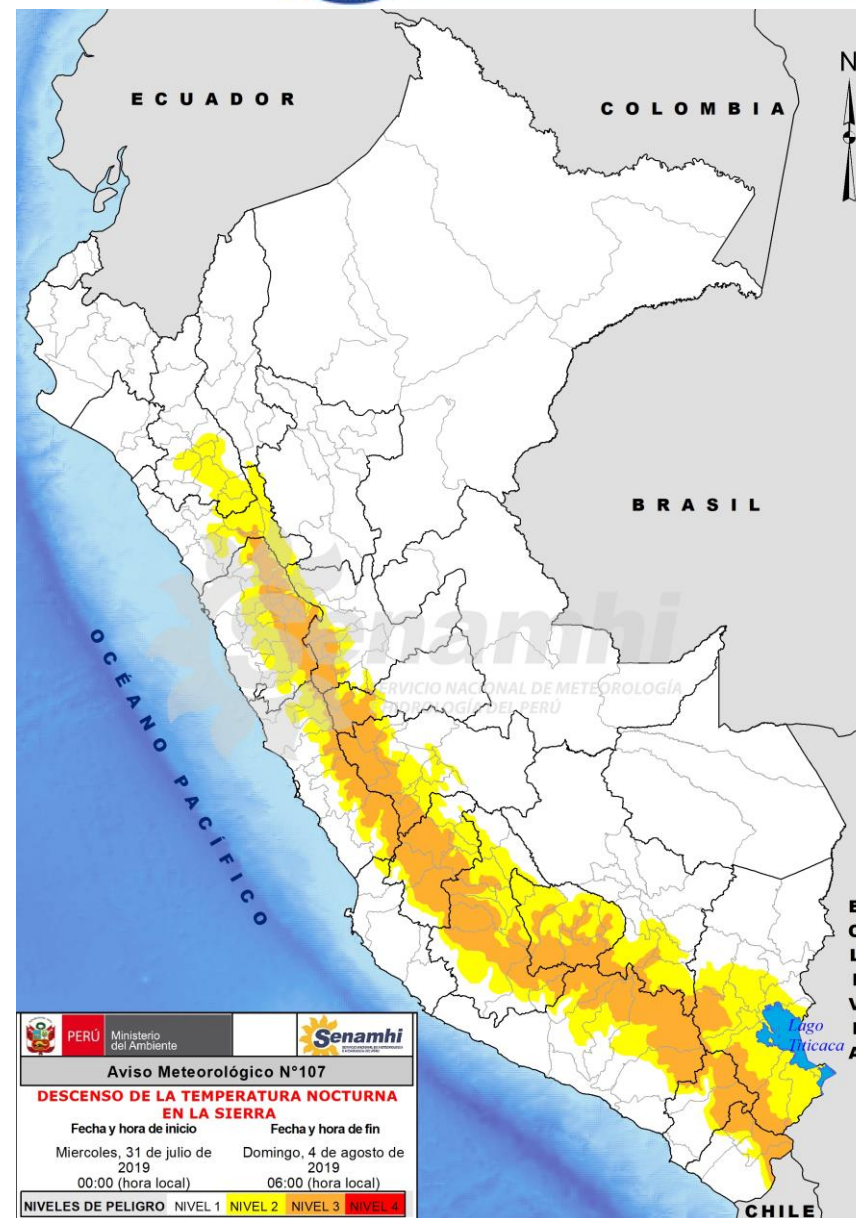 N
ECUADOR
COLOMBIA
BRASIL
Senamhi
SERVICIO NACIONAL DE METEOROLOGÍA
HIDROLOGÍA DEL PERÚ
OCÉANO PACÍFICO
BOLIVIA
Lago
Titicaca
CHILE
PERÚ
Ministerio
del Ambiente
Senamhi
Aviso Meteorológico N°107
DESCENSO DE LA TEMPERATURA NOCTURNA
EN LA SIERRA
Fecha y hora de inicio
Miercoles, 31 de julio de
2019
00:00 (hora local)
Fecha y hora de fin
Domingo, 4 de agosto de
2019
06:00 (hora local)
NIVELES DE PELIGRO NIVEL 1 NIVEL 2 NIVEL 3 NIVEL 4